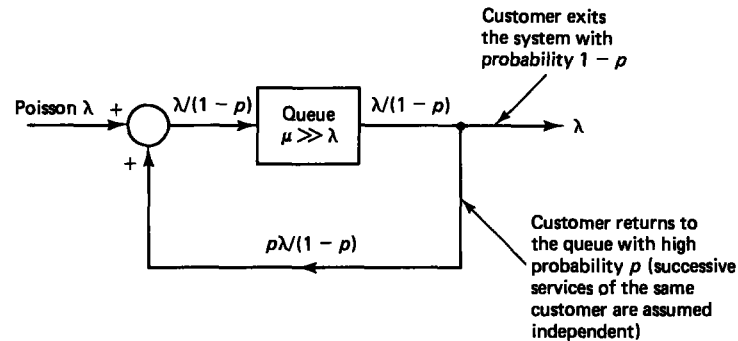 Customer exits
the system with
probability 1 − p
Poisson λ
+
λ/(1 − p)
Queue
μ ≫ λ
λ/(1 − p)
λ
+
pλ/(1 − p)
Customer returns to
the queue with high
probability p (successive
services of the same
customer are assumed
independent)